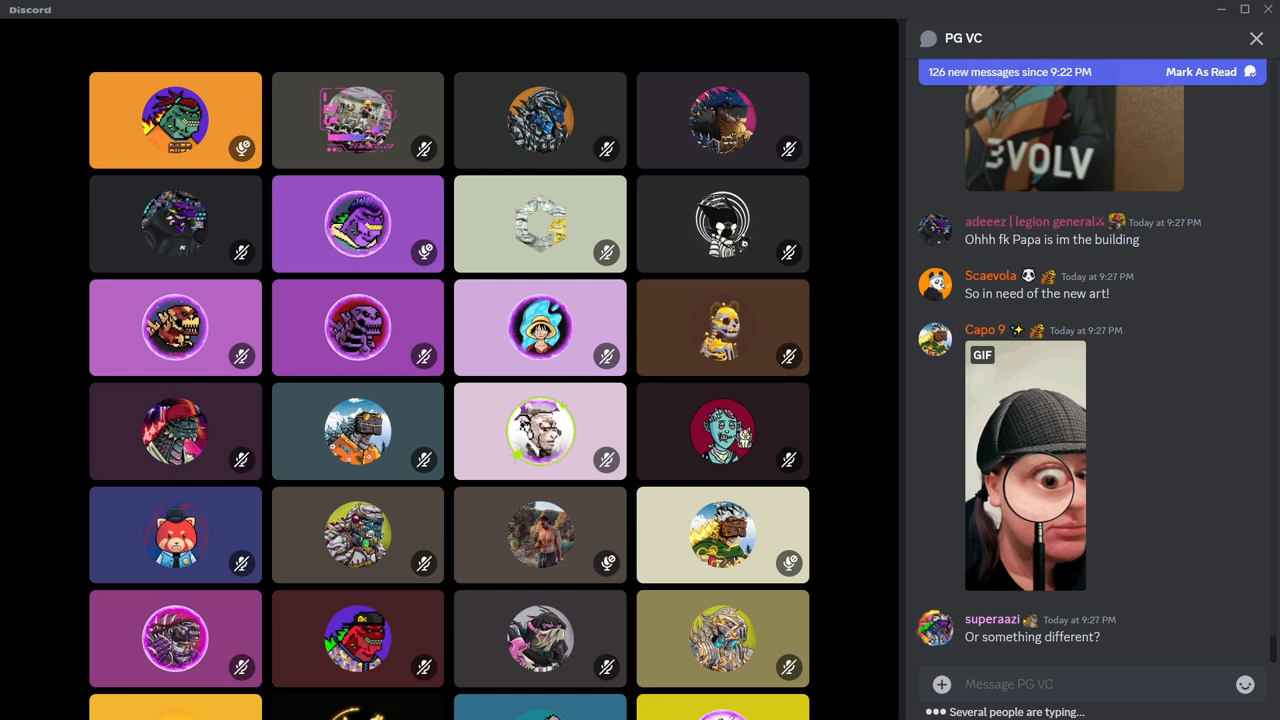 Discord
PG VC
126 new messages since 9:22 PM
Mark As Read
3VOLV
adeeez | legion general⚔ Today at 9:27 PM
Ohhh fk Papa is im the building
Scaevola Today at 9:27 PM
So in need of the new art!
Capo 9 ✨ Today at 9:27 PM
GIF
superaazi Today at 9:27 PM
Or something different?
Message PG VC
Several people are typing...